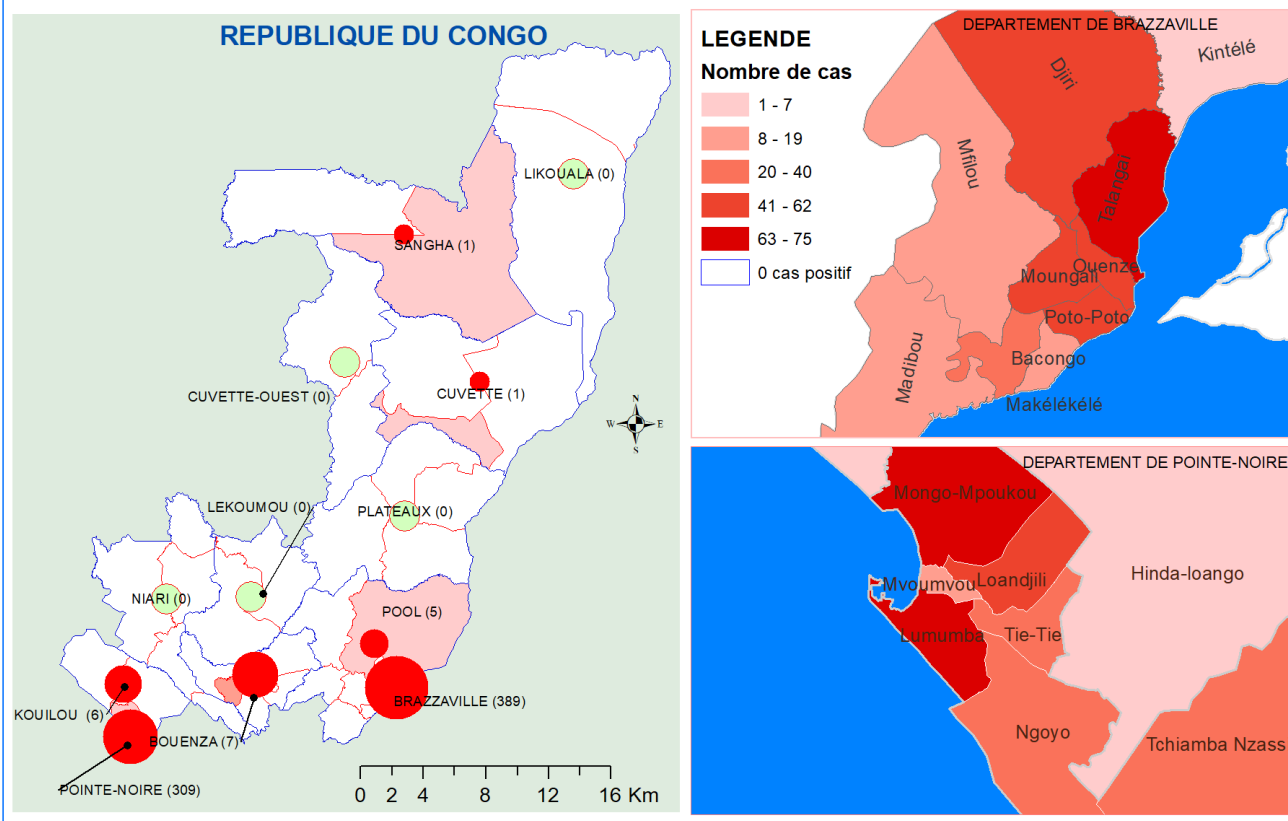 REPUBLIQUE DU CONGO
LIKOUALA (0)
SANGHA (1)
CUVETTE-OUEST (0)
CUVETTE (1)
N
W E
S
LEKOUMOU (0)
PLATEAUX (0)
NIARI (0)
POOL (5)
BRAZZAVILLE (389)
KOUILOU (6)
BOUENZA (7)
POINTE-NOIRE (309)
0 2 4 8 12 16 Km
LEGENDE
Nombre de cas
1 - 7
8 - 19
20 - 40
41 - 62
63 - 75
0 cas positif
DEPARTEMENT DE BRAZZAVILLE
Kintélé
Djiri
Mfilou
Talangaï
Ouenze
Moungali
Poto-Poto
Bacongo
Madibou
Makélékélé
DEPARTEMENT DE POINTE-NOIRE
Mongo-Mpoukou
Mvoumvou
Loandjili
Hinda-loango
Lumumba
Tie-Tie
Ngoyo
Tchiamba Nzass